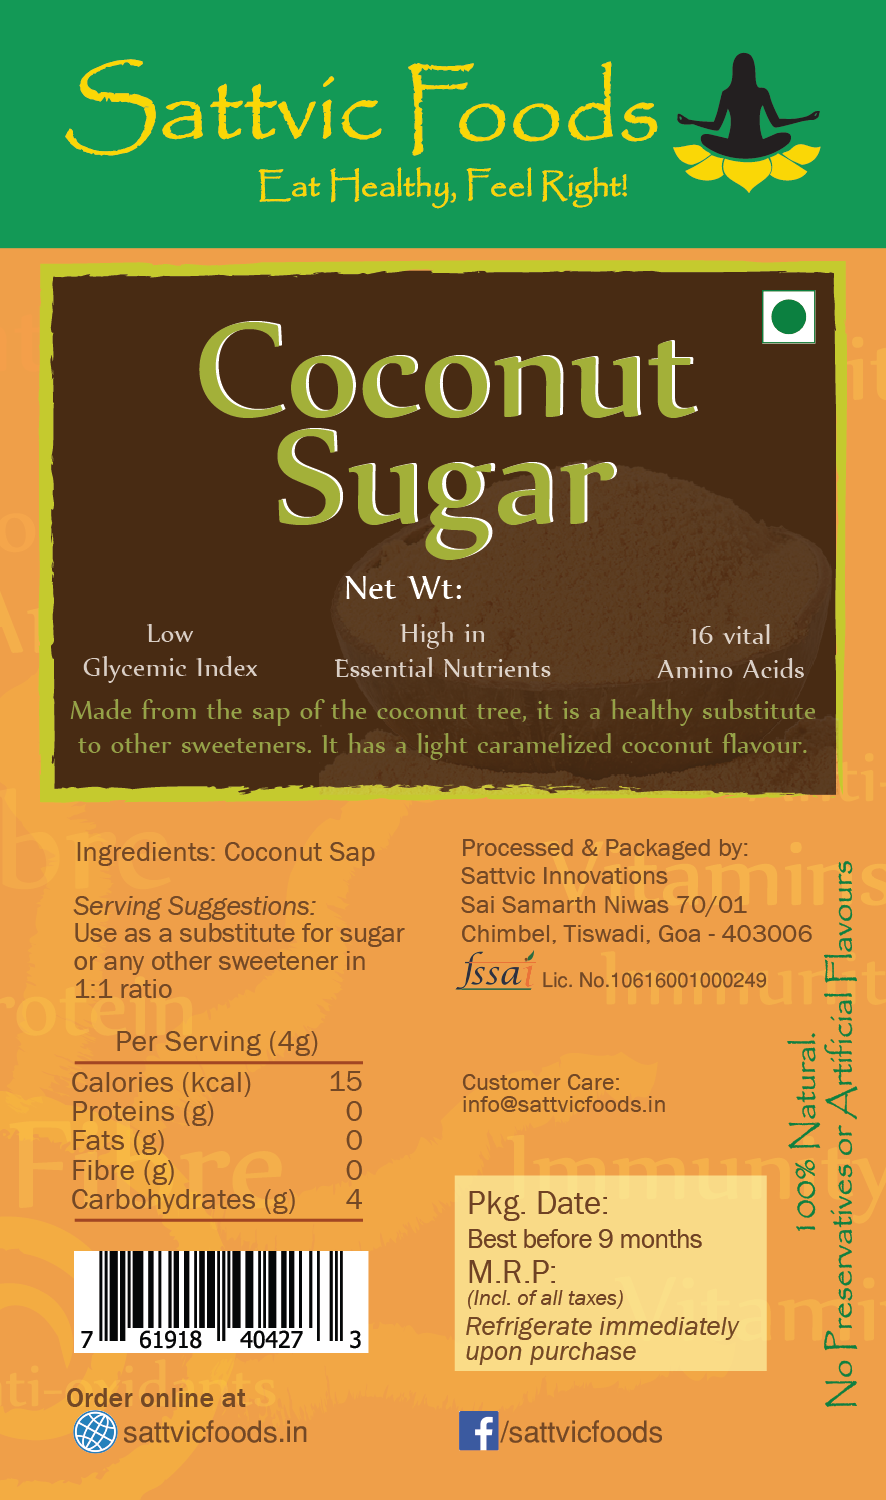 Sattvic Foods
Eat Healthy, Feel Right!
Coconut
Sugar
Net Wt:
Low
Glycemic Index
High in
Essential Nutrients
16 vital
Amino Acids
Made from the sap of the coconut tree, it is a healthy substitute
to other sweeteners. It has a light caramelized coconut flavour.
Ingredients: Coconut Sap
Serving Suggestions:
Use as a substitute for sugar
or any other sweetener in
1:1 ratio
Per Serving (4g)
Calories (kcal) 15
Proteins (g) 0
Fats (g) 0
Fibre (g) 0
Carbohydrates (g) 4
7 61918 40427 3
Order online at
sattvicfoods.in
Processed & Packaged by:
Sattvic Innovations
Sai Samarth Niwas 70/01
Chimbel, Tiswadi, Goa - 403006
fssai Lic. No.10616001000249
Customer Care:
info@sattvicfoods.in
Pkg. Date:
Best before 9 months
M.R.P:
(Incl. of all taxes)
Refrigerate immediately
upon purchase
/sattvicfoods
100% Natural.
No Preservatives or Artificial Flavours
Vitamins
Fibre
Immunity